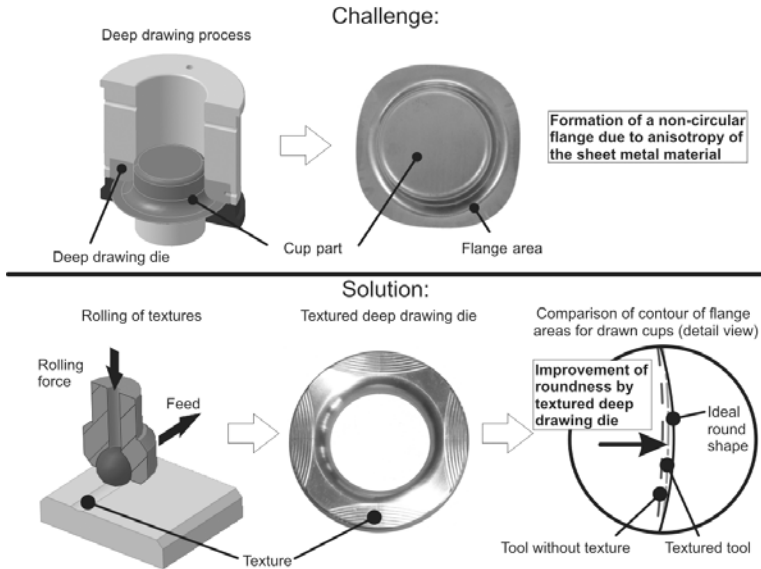 Challenge:
Deep drawing process
Formation of a non-circular
flange due to anisotropy of
the sheet metal material
Deep drawing die
Cup part
Flange area
Solution:
Rolling of textures
Textured deep drawing die
Comparison of contour of flange
areas for drawn cups (detail view)
Rolling
force
Feed
Improvement of
roundness by
textured deep
drawing die
Ideal
round
shape
Texture
Tool without texture
Textured tool